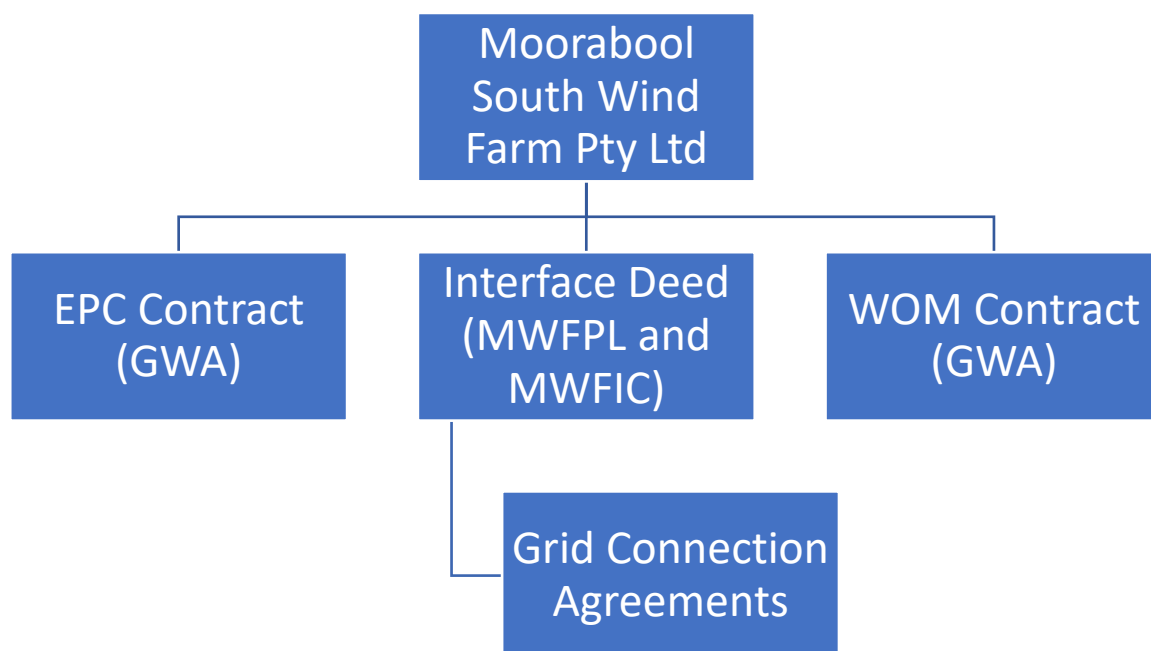 Moorabool
South Wind
Farm Pty Ltd
EPC Contract
(GWA)
Interface Deed
(MWFPL and
MWFIC)
WOM Contract
(GWA)
Grid Connection
Agreements